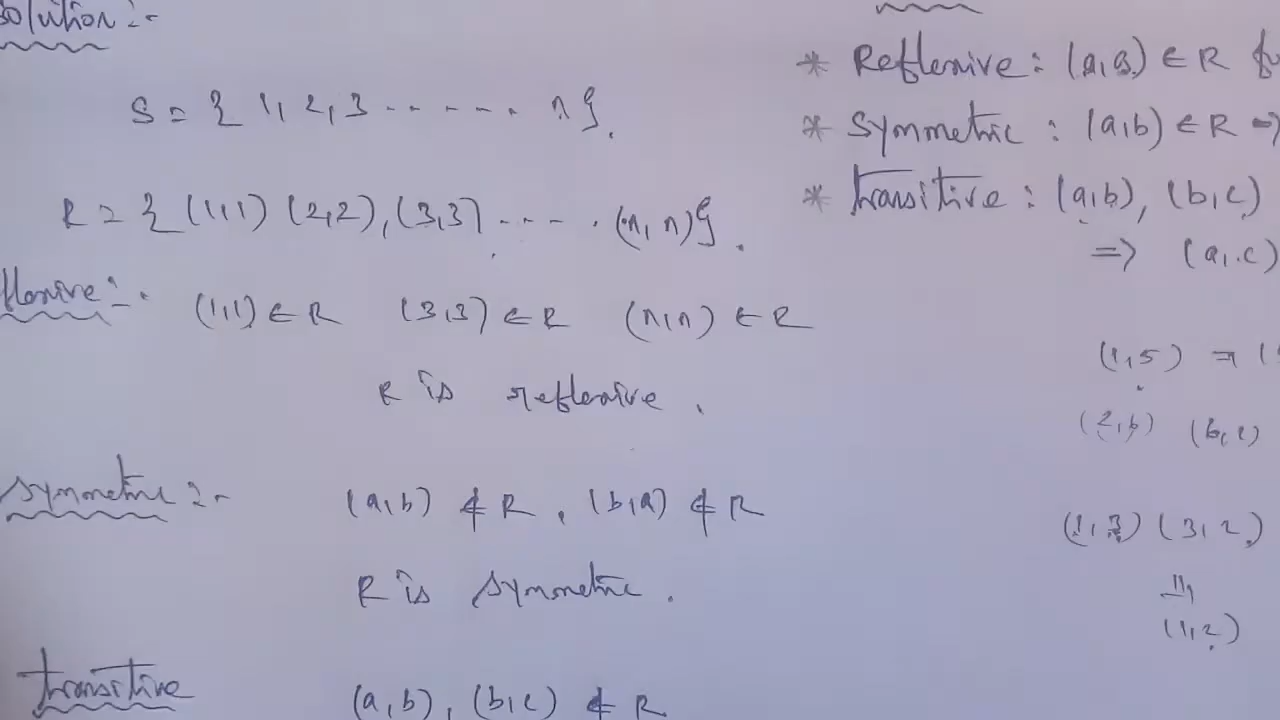 solution :-
S = { 1, 2, 3 ------. n}.
R = { (1,1) (2,2), (3,3) ----. (n, n)}.
flexive :-
(1,1) ∈ R (3,3) ∈ R (n,n) ∈ R
R is reflexive.
Symmetric :-
(a,b) ∉ R, (b,a) ∉ R
R is symmetric.
transitive
(a,b), (b,c) ∉ R
* Reflexive : (a,a) ∈ R
* Symmetric : (a,b) ∈ R ⇒
* transitive : (a,b), (b,c)
⇒ (a,c)
(1,5) ⇒ (
(2,b) (b,c)
(1,3) (3,2)
(1,2)